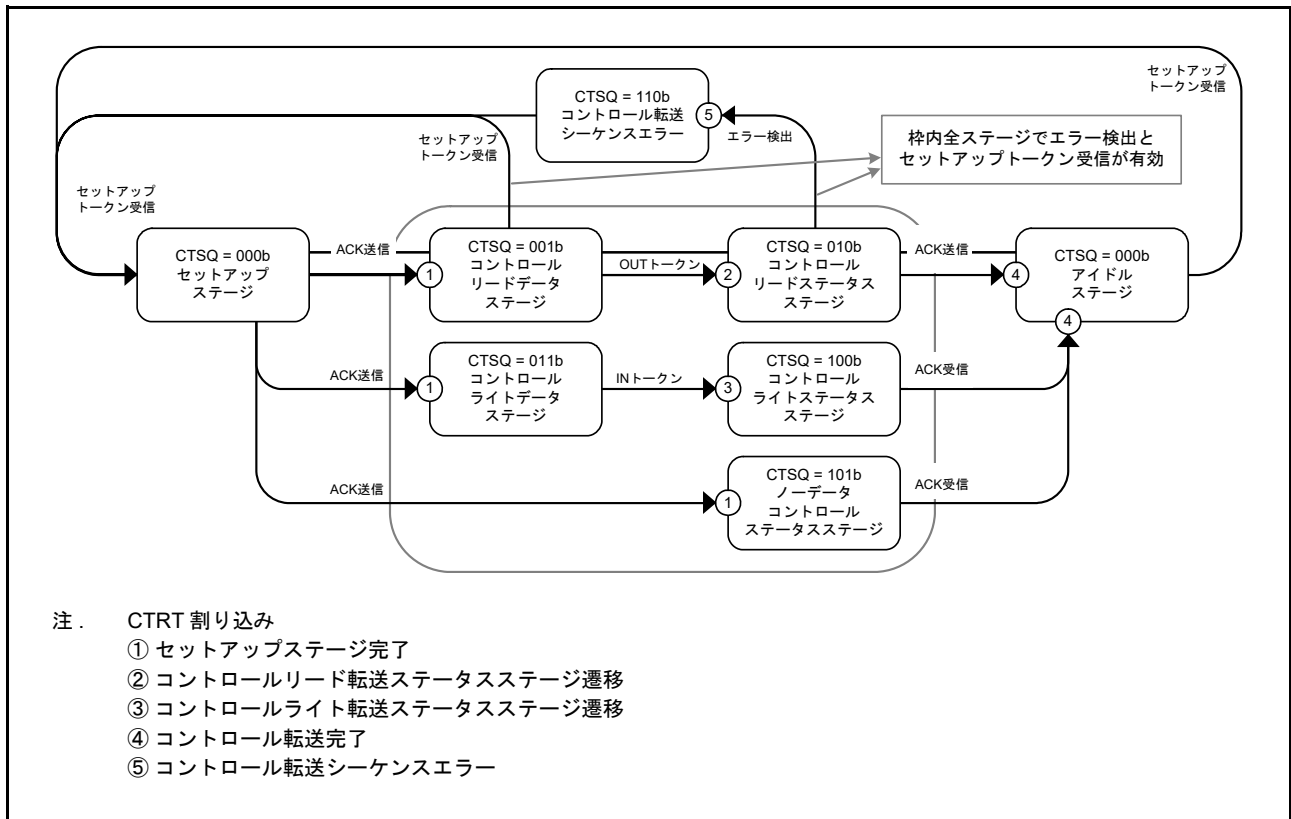 セットアップ
トークン受信
CTSQ = 110b
コントロール転送
シーケンスエラー
5
エラー検出
セットアップ
トークン受信
枠内全ステージでエラー検出と
セットアップトークン受信が有効
セットアップ
トークン受信
CTSQ = 000b
セットアップ
ステージ
ACK送信
1
CTSQ = 001b
コントロール
リードデータ
ステージ
OUTトークン
2
CTSQ = 010b
コントロール
リードステータス
ステージ
ACK送信
4
CTSQ = 000b
アイドル
ステージ
4
ACK送信
1
CTSQ = 011b
コントロール
ライトデータ
ステージ
INトークン
3
CTSQ = 100b
コントロール
ライトステータス
ステージ
ACK受信
ACK送信
1
CTSQ = 101b
ノーデータ
コントロール
ステータスステージ
ACK受信
注. CTRT 割り込み
① セットアップステージ完了
② コントロールリード転送ステータスステージ遷移
③ コントロールライト転送ステータスステージ遷移
④ コントロール転送完了
⑤ コントロール転送シーケンスエラー